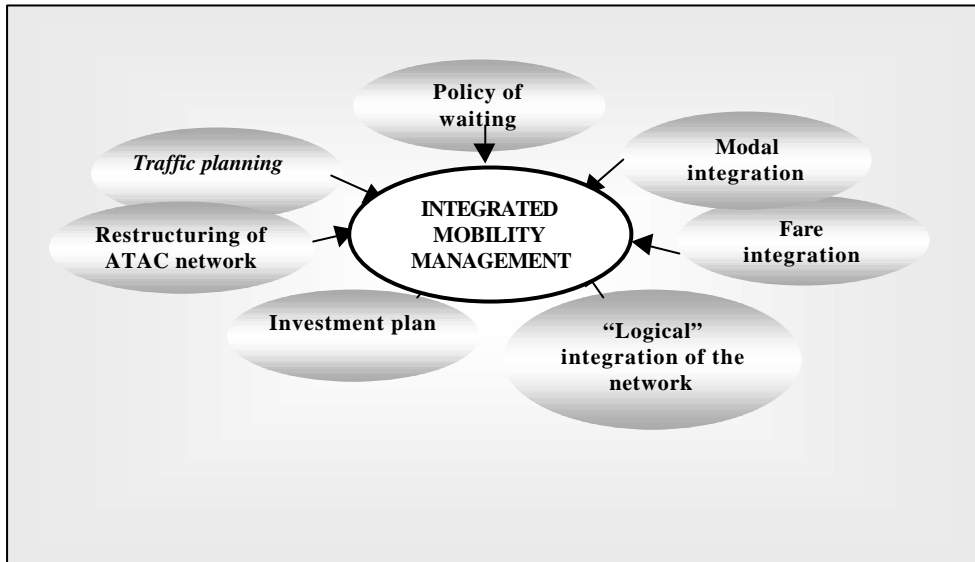 Policy of
waiting
Traffic planning
Modal
integration
Restructuring of
ATAC network
INTEGRATED
MOBILITY
MANAGEMENT
Fare
integration
Investment plan
“Logical”
integration of the
network